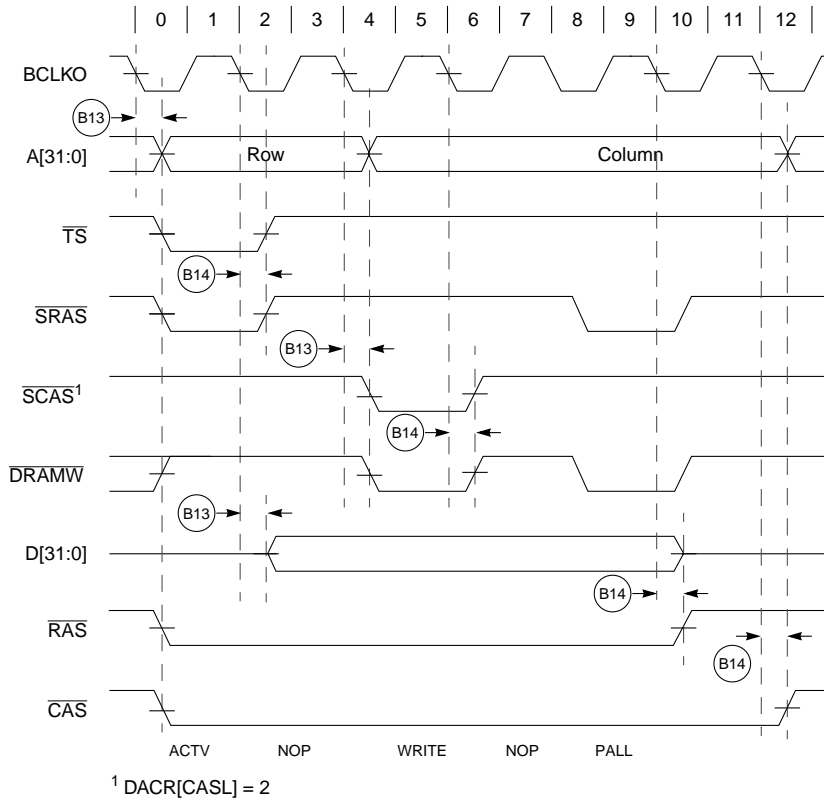 0 1 2 3 4 5 6 7 8 9 10 11 12
BCLKO
B13
A[31:0] Row Column
TS
B14
SRAS
B13
SCAS¹
B14
DRAMW
B13
D[31:0]
B14
RAS
B14
CAS
ACTV NOP WRITE NOP PALL
¹ DACR[CASL] = 2